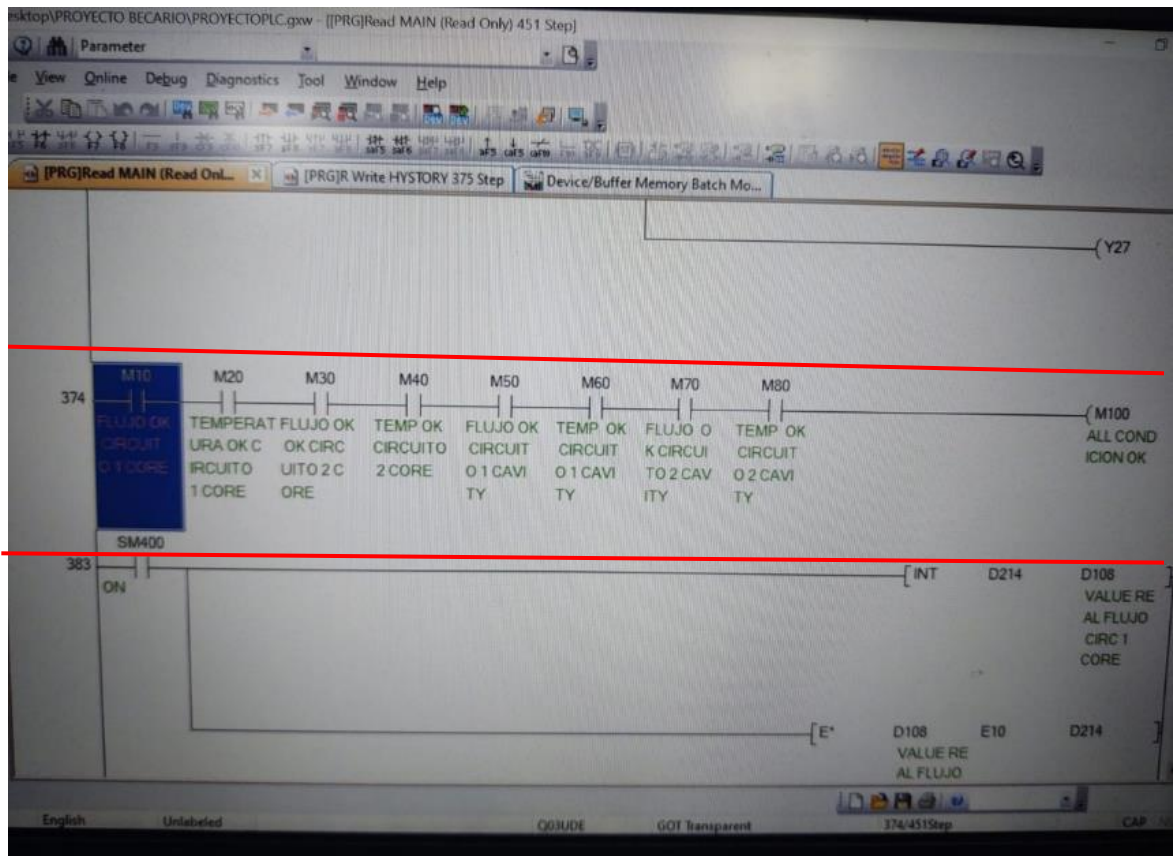 esktop\PROYECTO BECARIO\PROYECTOPLC.gxw - [[PRG]Read MAIN (Read Only) 451 Step]
Parameter
View Online Debug Diagnostics Tool Window Help
[PRG]Read MAIN (Read Onl... [PRG]R Write HYSTORY 375 Step Device/Buffer Memory Batch Mo...
Y27
M10 M20 M30 M40 M50 M60 M70 M80
374
M100
FLUJO OK
CIRCUIT
O 1 CORE
TEMPERAT
URA OK C
IRCUITO
1 CORE
FLUJO OK
OK CIRC
UITO 2 C
ORE
TEMP OK
CIRCUITO
2 CORE
FLUJO OK
CIRCUIT
O 1 CAVI
TY
TEMP OK
CIRCUIT
O 1 CAVI
TY
FLUJO O
K CIRCUI
TO 2 CAV
ITY
TEMP OK
CIRCUIT
O 2 CAVI
TY
ALL COND
ICION OK
SM400
383
ON
INT D214 D108
VALUE RE
AL FLUJO
CIRC 1
CORE
E* D108 E10 D214
VALUE RE
AL FLUJO
English Unlabeled Q03UDE GOT Transparent 374/451Step CAP